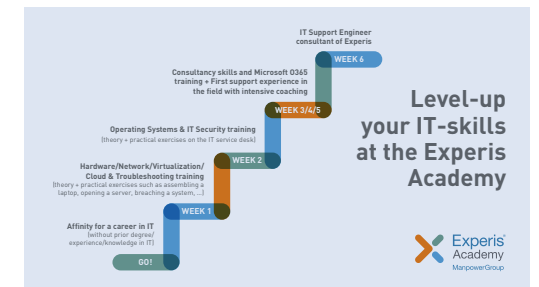 IT Support Engineer
consultant of Experis
WEEK 6
Consultancy skills and Microsoft O365
training + First support experience in
the field with intensive coaching
WEEK 3/4/5
Level-up
your IT-skills
at the Experis
Academy
Operating Systems & IT Security training
(theory + practical exercises on the IT service desk)
WEEK 2
Hardware/Network/Virtualization/
Cloud & Troubleshooting training
(theory + practical exercises such as assembling a
laptop, opening a server, breaching a system, ...)
WEEK 1
Affinity for a career in IT
(without prior degree/
experience/knowledge in IT)
GO!
Experis®
Academy
ManpowerGroup